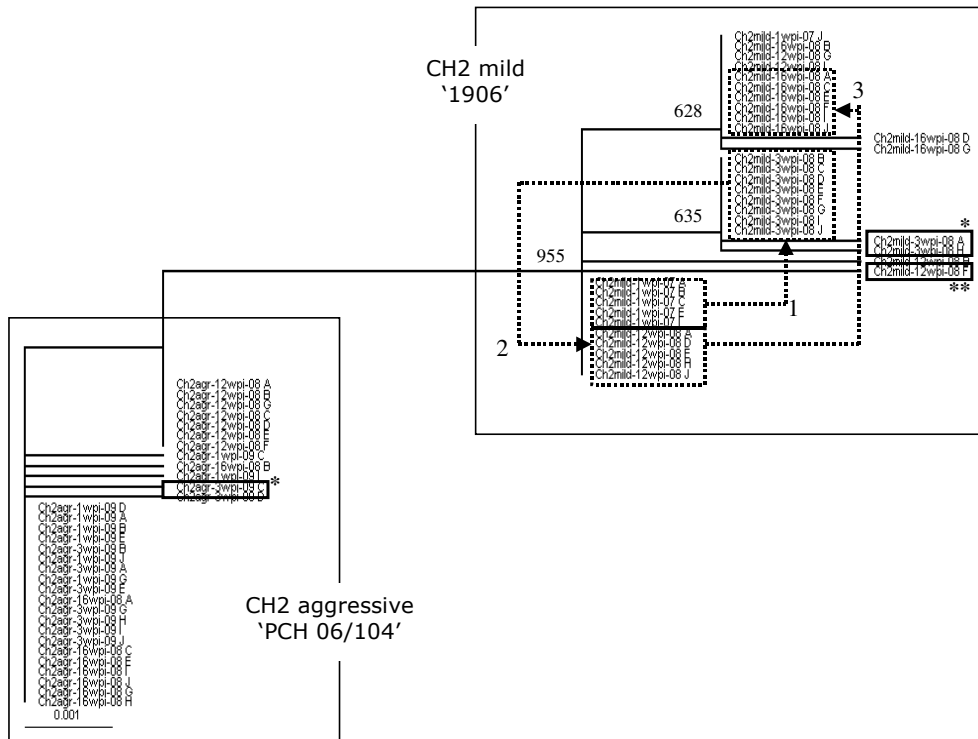 CH2 mild
'1906'
Ch2mild-1wpi-07 J
Ch2mild-16wpi-08 B
Ch2mild-12wpi-08 G
Ch2mild-12wpi-08 I
Ch2mild-16wpi-08 A
Ch2mild-16wpi-08 C
Ch2mild-16wpi-08 E
Ch2mild-16wpi-08 F
Ch2mild-16wpi-08 I
Ch2mild-16wpi-08 J
3
628
Ch2mild-16wpi-08 D
Ch2mild-16wpi-08 G
Ch2mild-3wpi-08 B
Ch2mild-3wpi-08 C
Ch2mild-3wpi-08 D
Ch2mild-3wpi-08 E
Ch2mild-3wpi-08 F
Ch2mild-3wpi-08 G
Ch2mild-3wpi-08 I
Ch2mild-3wpi-08 J
635
*
Ch2mild-3wpi-08 A
Ch2mild-3wpi-08 H
Ch2mild-12wpi-08
Ch2mild-12wpi-08 F
**
955
Ch2mild-1wpi-07 A
Ch2mild-1wpi-07 B
Ch2mild-1wpi-07 C
Ch2mild-1wpi-07 E
Ch2mild-1wpi-07
1
2
Ch2mild-12wpi-08 A
Ch2mild-12wpi-08 D
Ch2mild-12wpi-08 E
Ch2mild-12wpi-08 H
Ch2mild-12wpi-08 J
Ch2agr-12wpi-08 A
Ch2agr-12wpi-08 B
Ch2agr-12wpi-08 G
Ch2agr-12wpi-08 C
Ch2agr-12wpi-08 D
Ch2agr-12wpi-08 E
Ch2agr-12wpi-08 F
Ch2agr-1wpi-09 C
Ch2agr-16wpi-08 B
Ch2agr-1wpi-09 I
Ch2agr-3wpi-09 C
*
Ch2agr-3wpi-08 D
Ch2agr-1wpi-09 D
Ch2agr-1wpi-09 A
Ch2agr-1wpi-09 B
Ch2agr-1wpi-09 E
Ch2agr-3wpi-09 B
Ch2agr-1wpi-09 J
Ch2agr-3wpi-09 A
Ch2agr-1wpi-09 G
Ch2agr-3wpi-09 E
Ch2agr-16wpi-08 A
Ch2agr-3wpi-09 G
Ch2agr-3wpi-09 H
Ch2agr-3wpi-09 I
Ch2agr-3wpi-09 J
Ch2agr-16wpi-08 C
Ch2agr-16wpi-08 E
Ch2agr-16wpi-08 I
Ch2agr-16wpi-08 J
Ch2agr-16wpi-08 G
Ch2agr-16wpi-08 H
0.001
CH2 aggressive
'PCH 06/104'